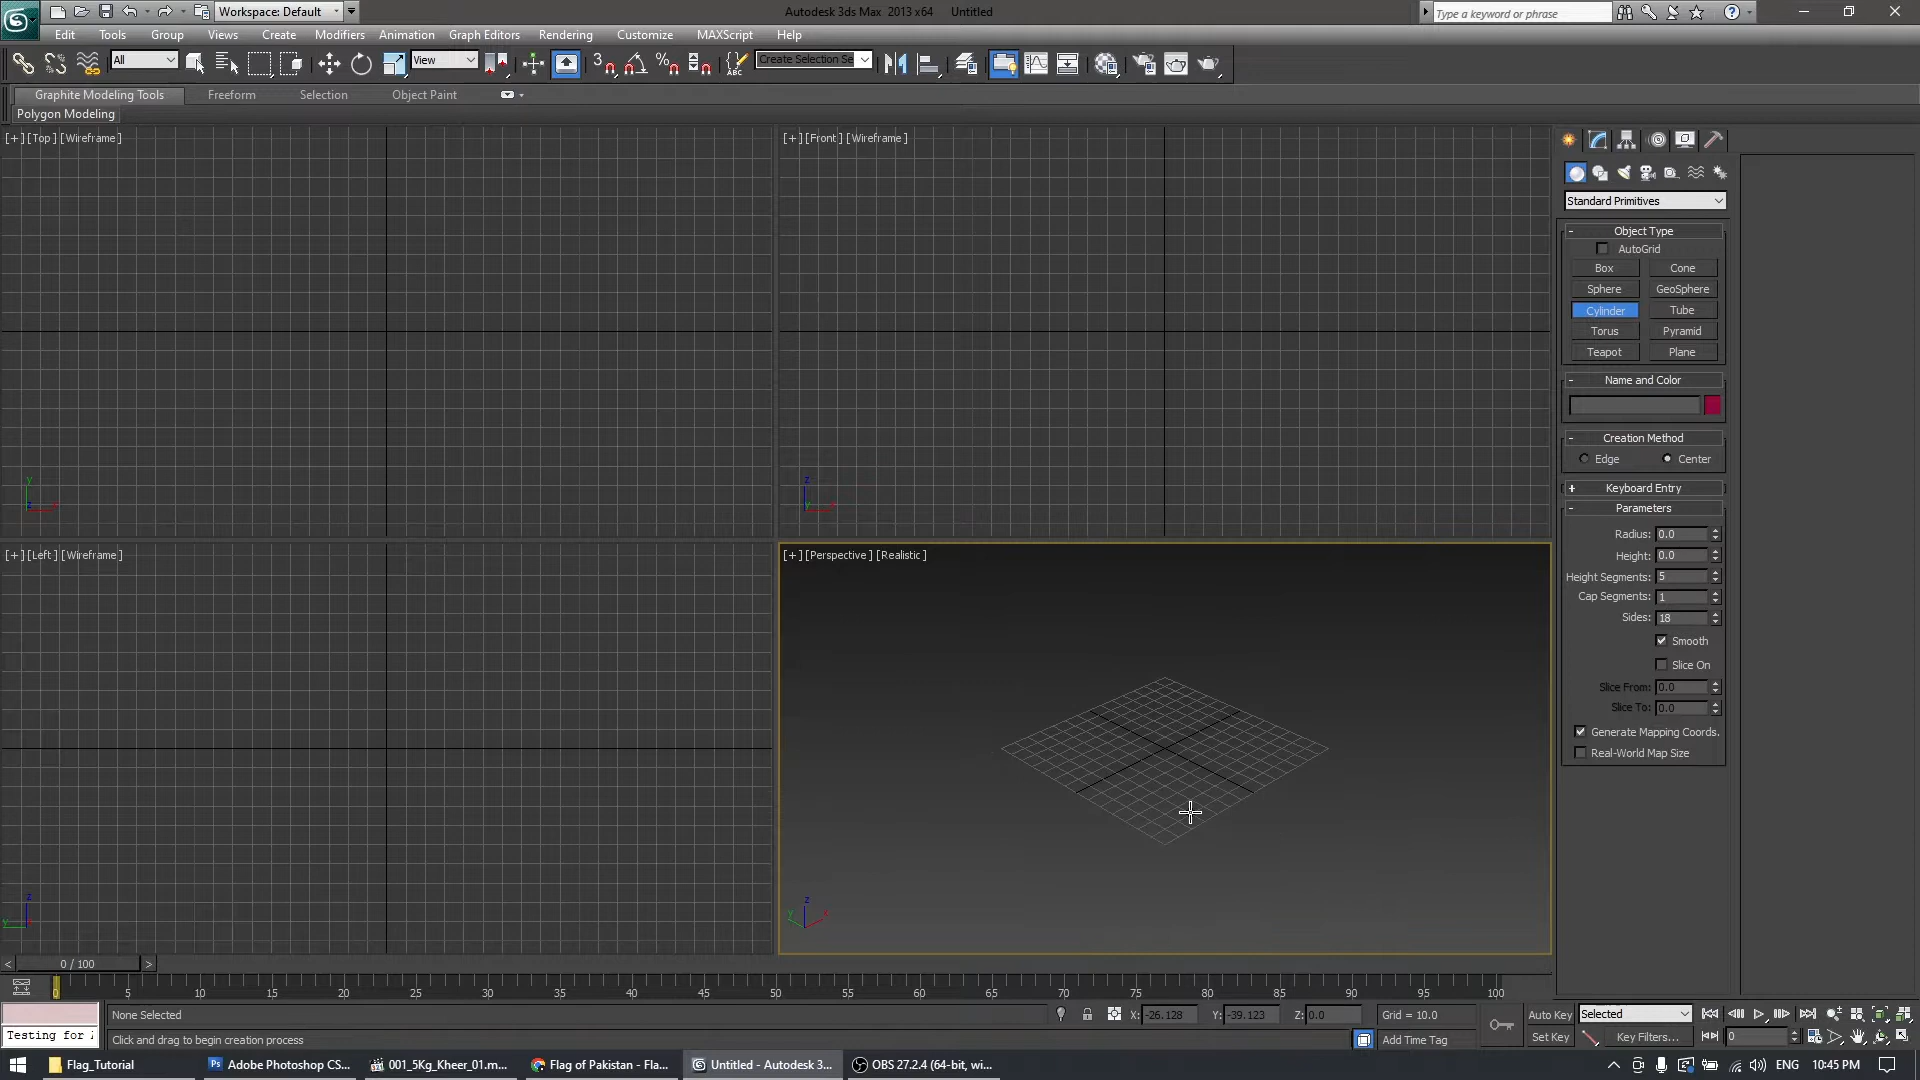 Workspace: Default
Autodesk 3ds Max 2013 x64 Untitled
Type a keyword or phrase
Edit Tools Group Views Create Modifiers Animation Graph Editors Rendering Customize MAXScript Help
All
View
3
Create Selection Se
Graphite Modeling Tools Freeform Selection Object Paint
Polygon Modeling
[+][Top][Wireframe]
[+][Front][Wireframe]
[+][Left][Wireframe]
[+][Perspective][Realistic]
Standard Primitives
- Object Type
AutoGrid
Box Cone
Sphere GeoSphere
Cylinder Tube
Torus Pyramid
Teapot Plane
- Name and Color
- Creation Method
Edge Center
+ Keyboard Entry
- Parameters
Radius: 0.0
Height: 0.0
Height Segments: 5
Cap Segments: 1
Sides: 18
Smooth
Slice On
Slice From: 0.0
Slice To: 0.0
Generate Mapping Coords.
Real-World Map Size
y z x
z y x
z y
z y x
< 0 / 100 >
0 5 10 15 20 25 30 35 40 45 50 55 60 65 70 75 80 85 90 95 100
None Selected
X: -26.128 Y: -39.123 Z: 0.0
Grid = 10.0
Auto Key Selected
Testing for
Click and drag to begin creation process
Add Time Tag
Set Key Key Filters... 0
Flag_Tutorial
Adobe Photoshop CS...
001_5Kg_Kheer_01.m...
Flag of Pakistan - Fla...
Untitled - Autodesk 3...
OBS 27.2.4 (64-bit, wi...
ENG 10:45 PM